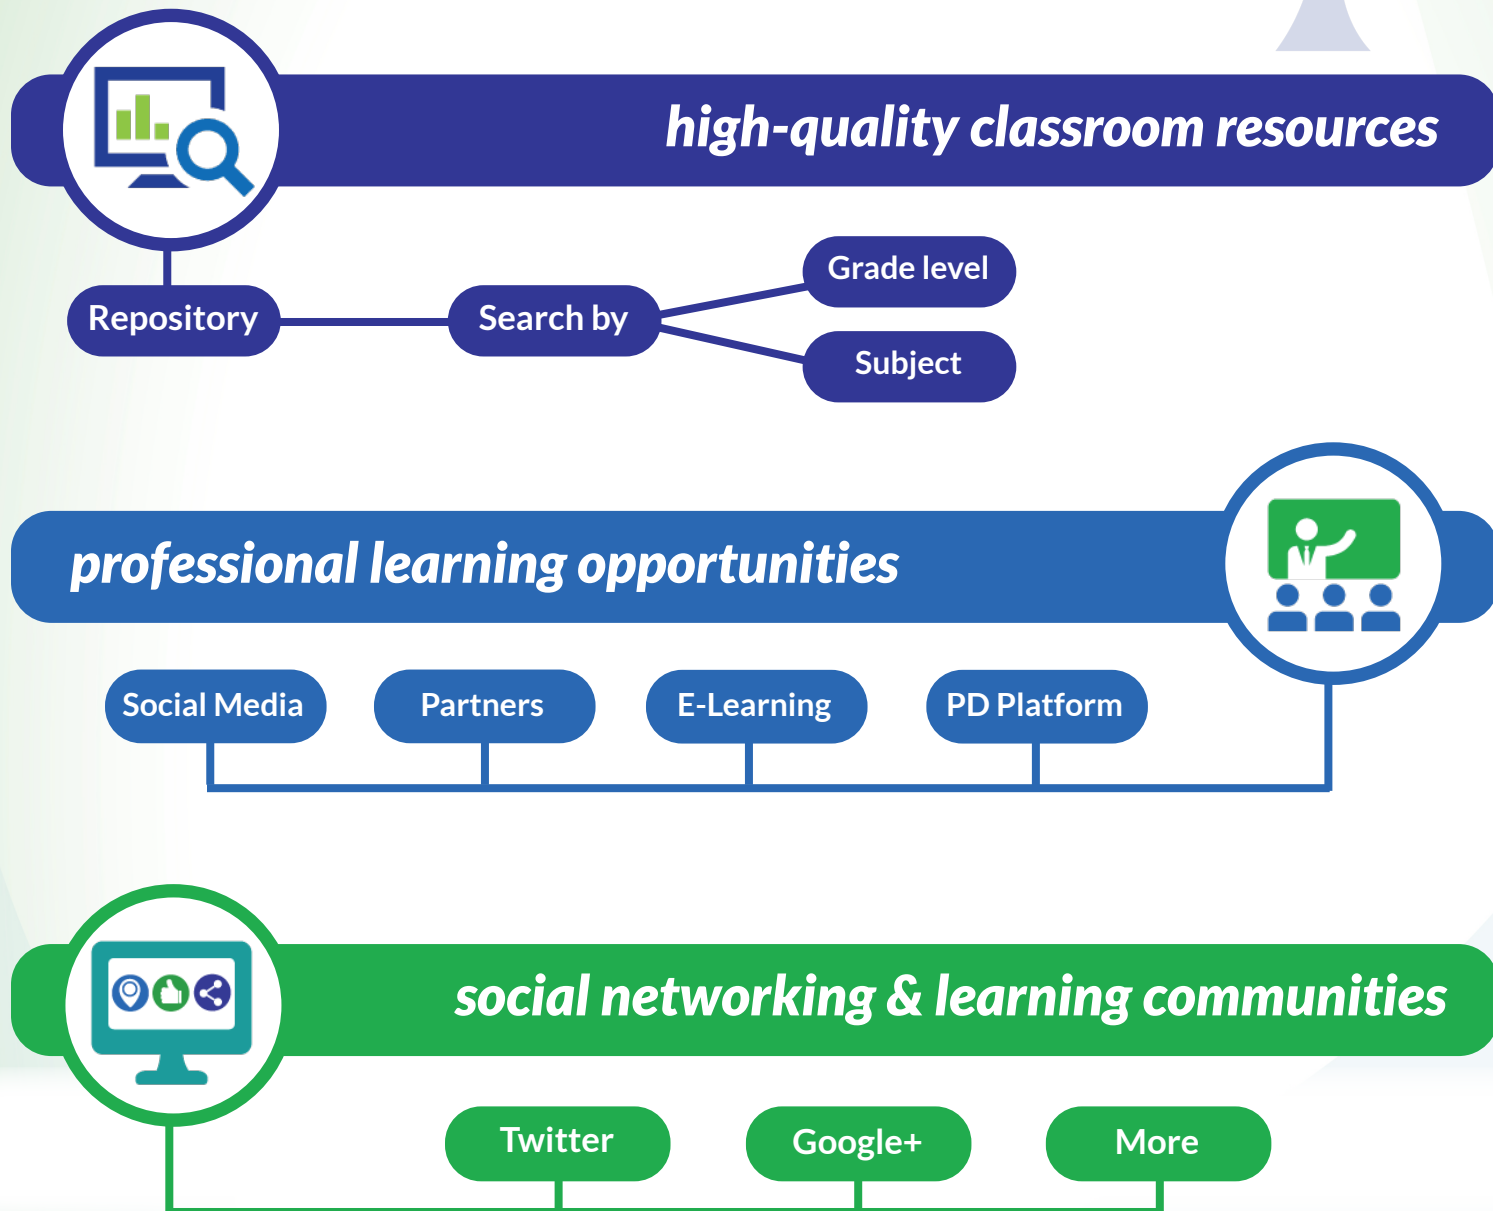 high-quality classroom resources
Repository
Search by
Grade level
Subject
professional learning opportunities
Social Media
Partners
E-Learning
PD Platform
social networking & learning communities
Twitter
Google+
More